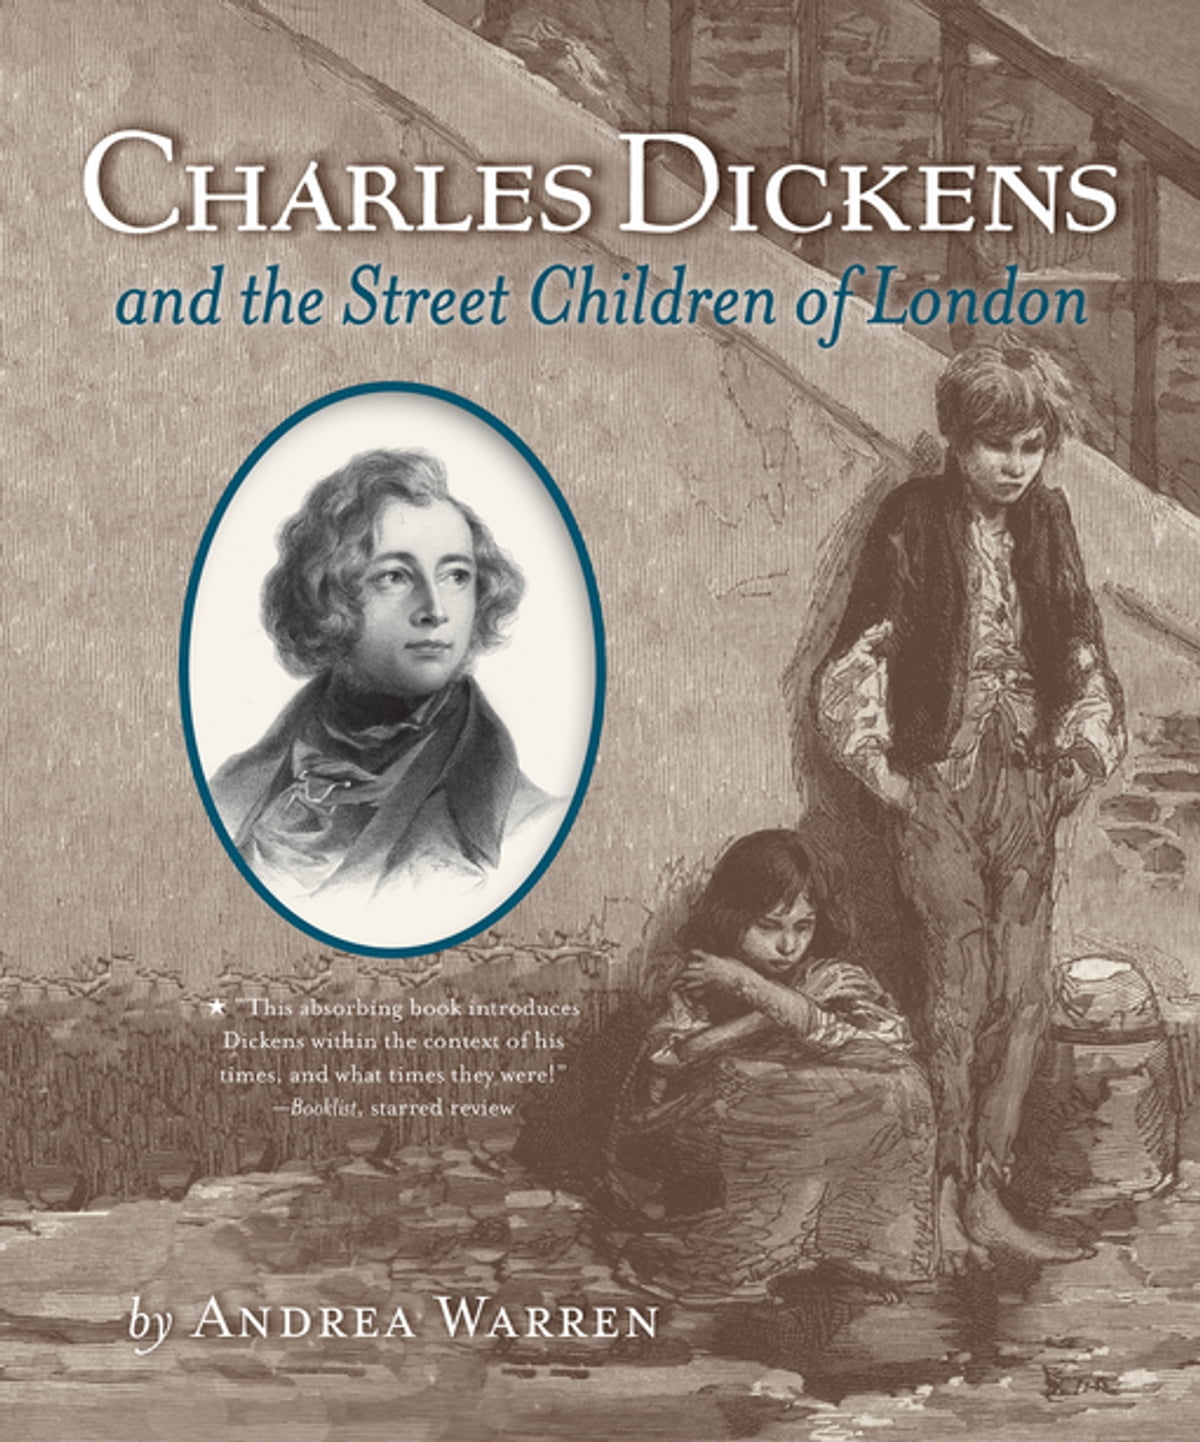 CHARLES DICKENS
and the Street Children of London
★ "This absorbing book introduces
Dickens within the context of his
times, and what times they were!"
—Booklist, starred review
by ANDREA WARREN